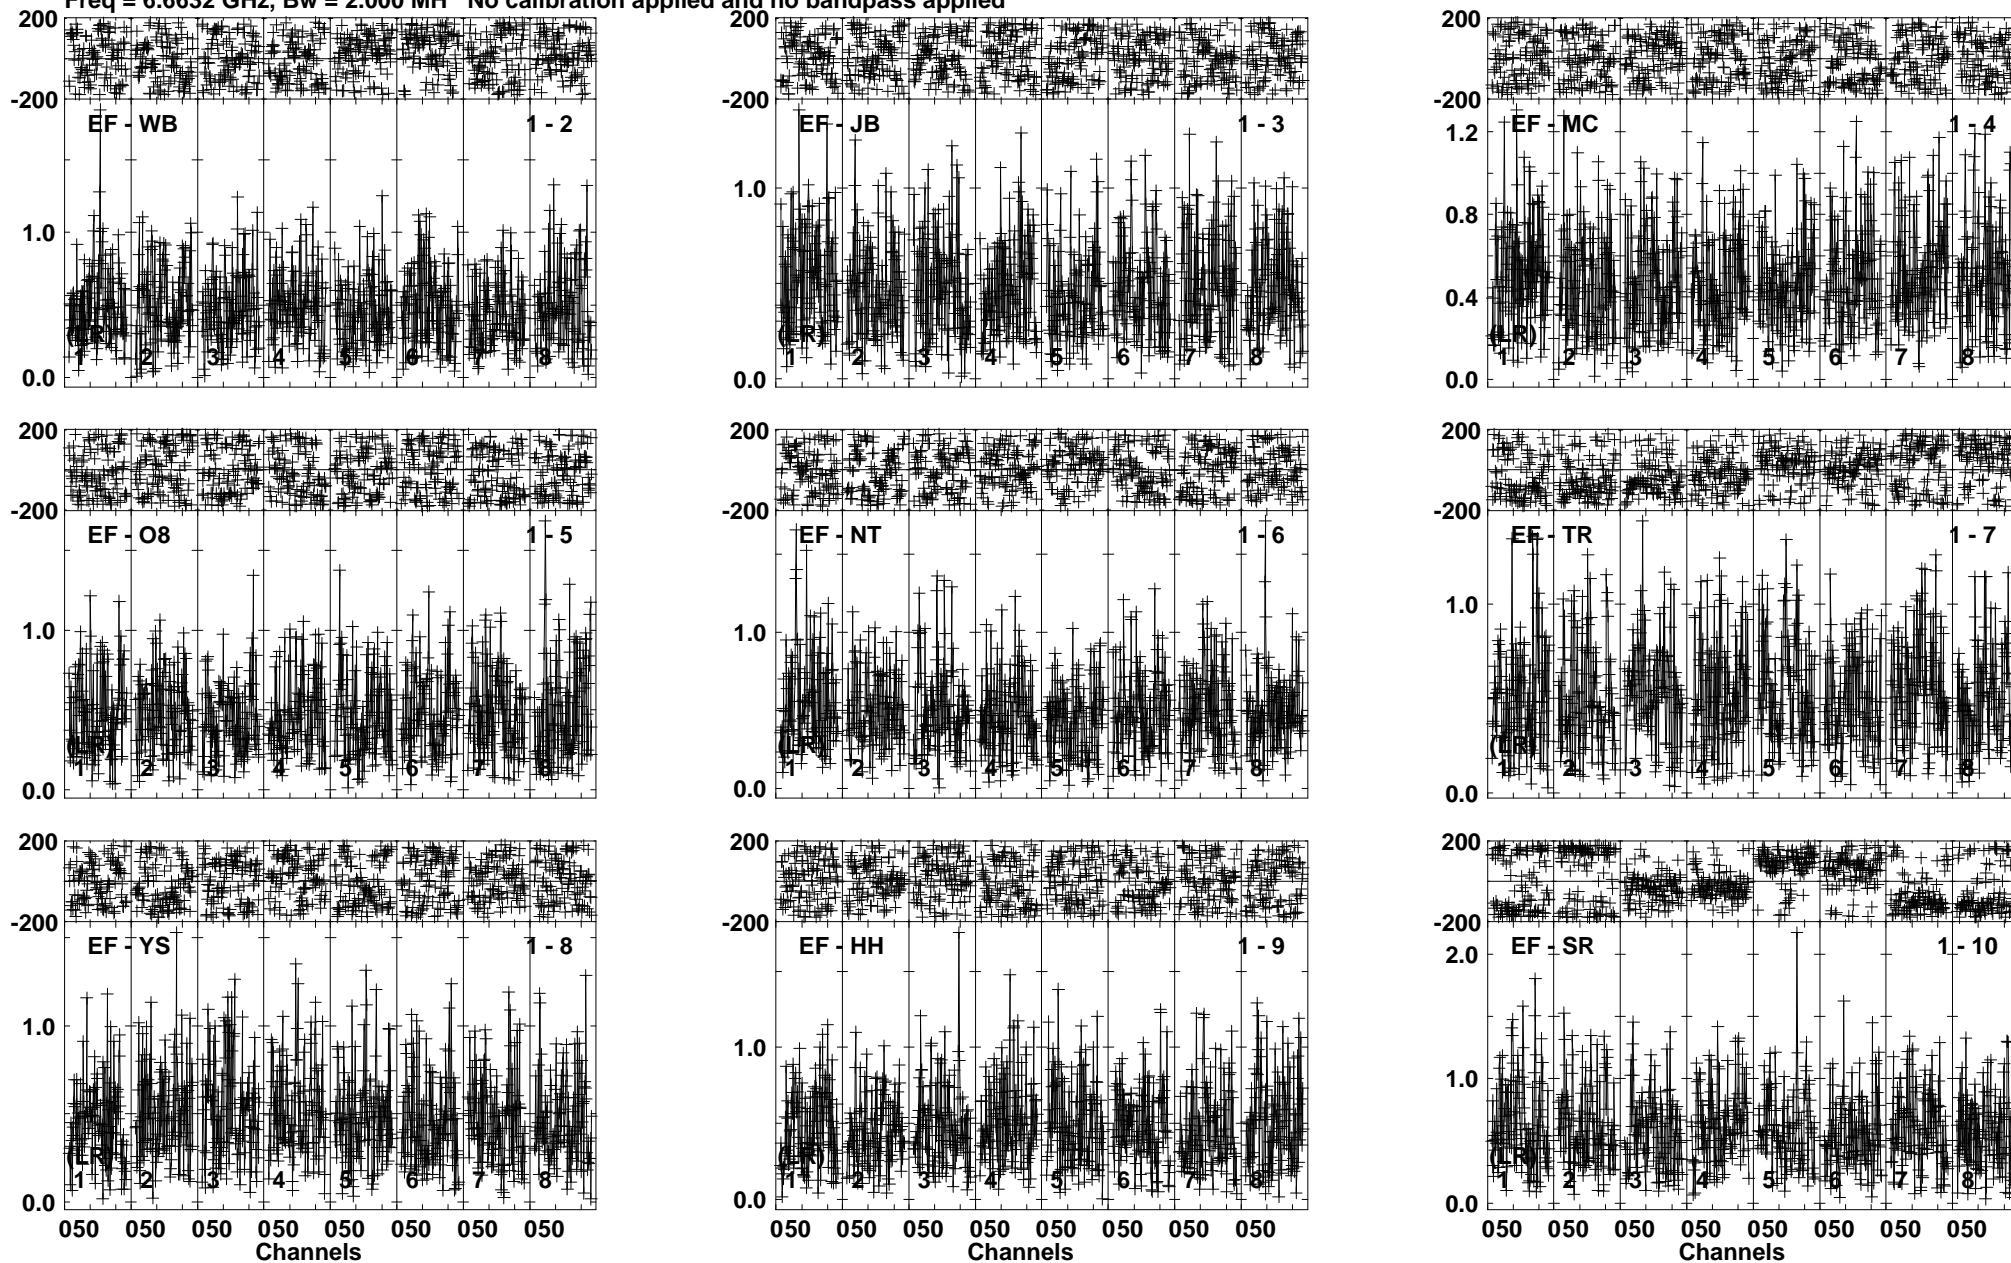 Freq = 6.6632 GHz, Bw = 2.000 MH No calibration applied and no bandpass applied
200 200 200
-200 -200 -200
EF - WB 1 - 2 EF - JB 1 - 3 EF - MC 1 - 4
1.2
1.0 1.0
0.8
0.4
(LR) (LR) (LR)
1 2 3 4 5 6 7 8 1 2 3 4 5 6 7 8 1 2 3 4 5 6 7 8
0.0 0.0 0.0
200 200 200
-200 -200 -200
EF - O8 1 - 5 EF - NT 1 - 6 EF - TR 1 - 7
1.0 1.0 1.0
(LR) (LR) (LR)
1 2 3 4 5 6 7 8 1 2 3 4 5 6 7 8 1 2 3 4 5 6 7 8
0.0 0.0 0.0
200 200 200
-200 -200 -200
EF - YS 1 - 8 EF - HH 1 - 9 EF - SR 1 - 10
2.0
1.0 1.0 1.0
(LR) (LR) (LR)
1 2 3 4 5 6 7 8 1 2 3 4 5 6 7 8 1 2 3 4 5 6 7 8
0.0 0.0 0.0
050 050 050 050 050 050 050 050 050 050 050 050 050 050 050 050 050 050 050 050 050 050 050 050
Channels Channels Channels